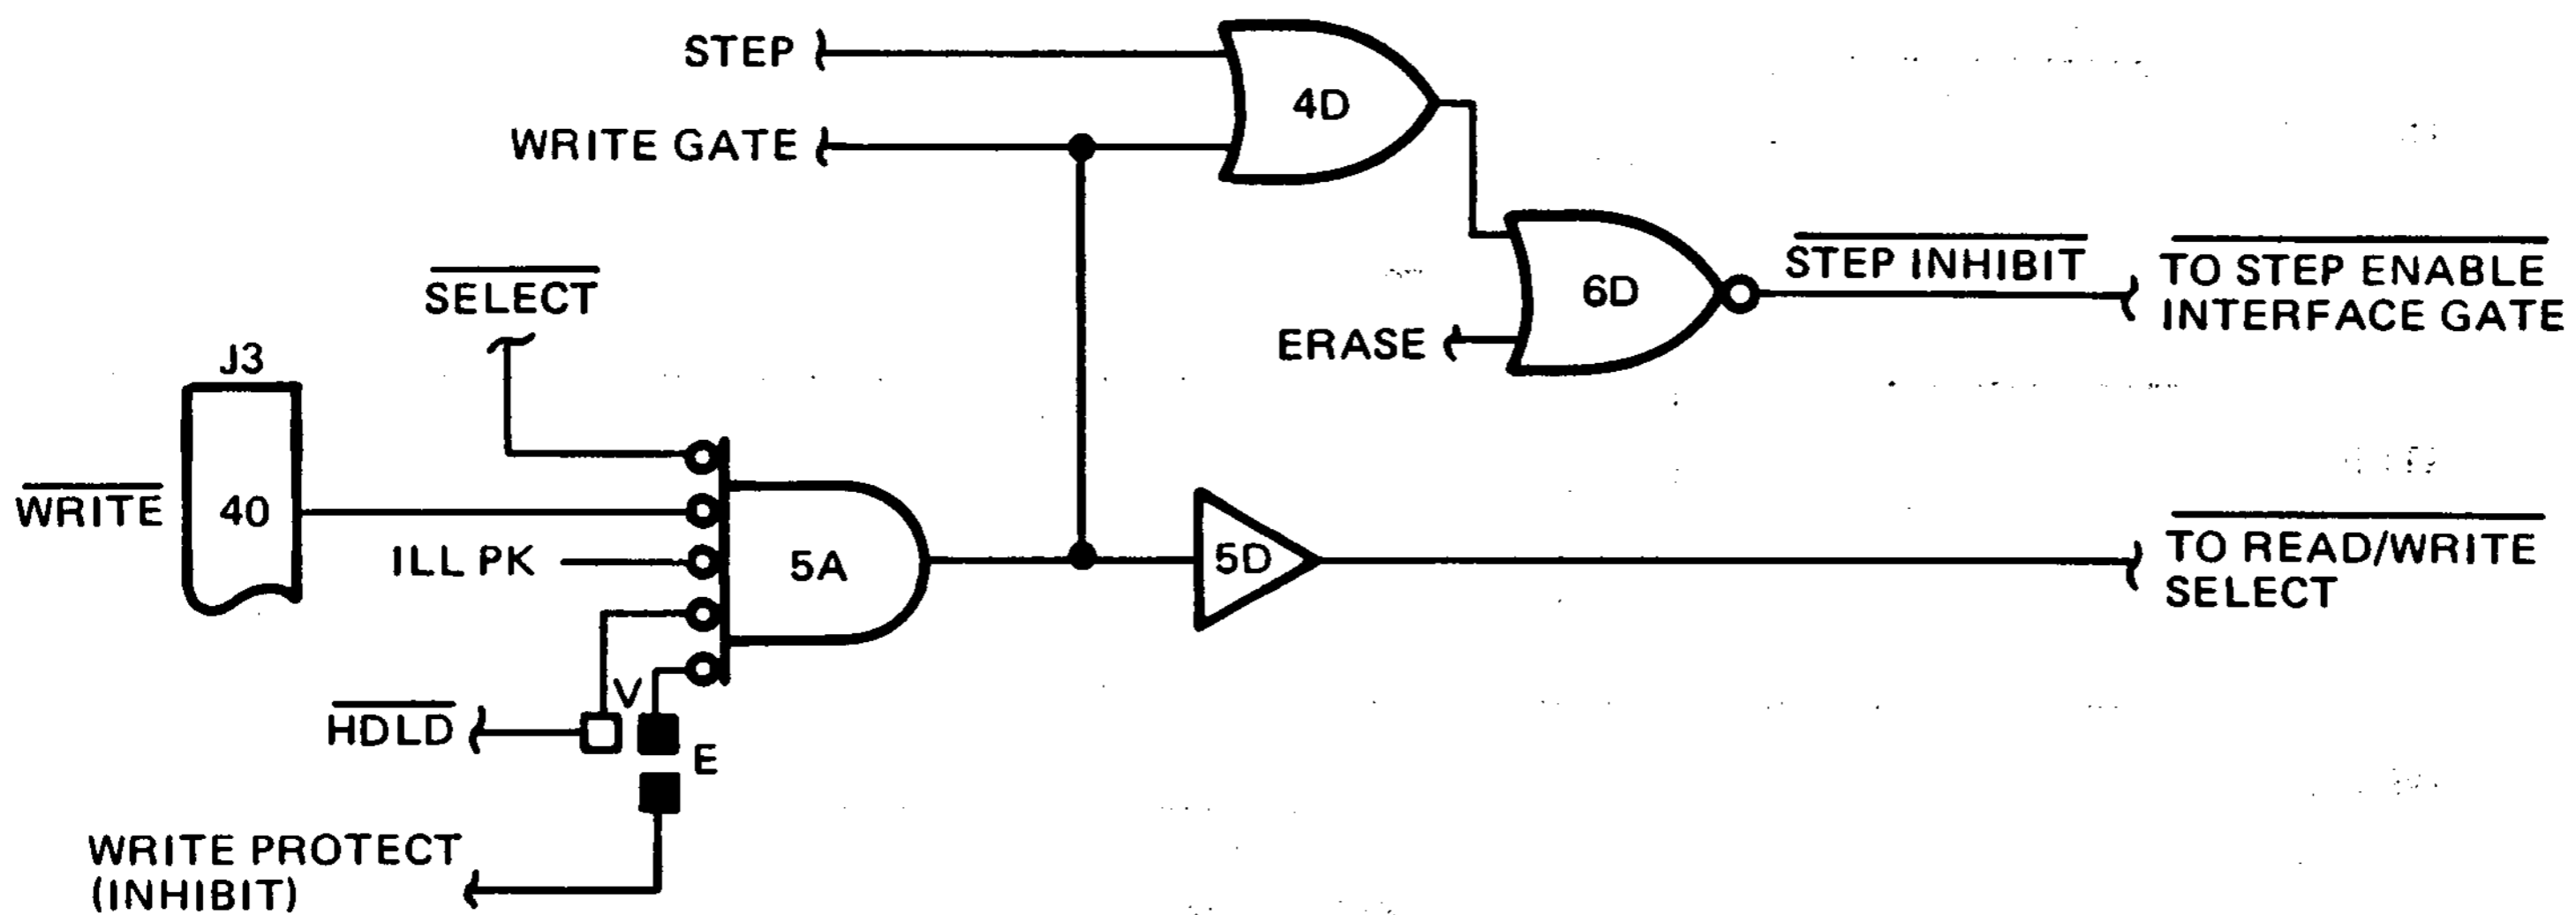 STEP
4D
WRITE GATE
SELECT
STEP INHIBIT
TO STEP ENABLE
INTERFACE GATE
6D
ERASE
J3
WRITE
40
ILL PK
5A
5D
TO READ/WRITE
SELECT
V
HDLD
E
WRITE PROTECT
(INHIBIT)